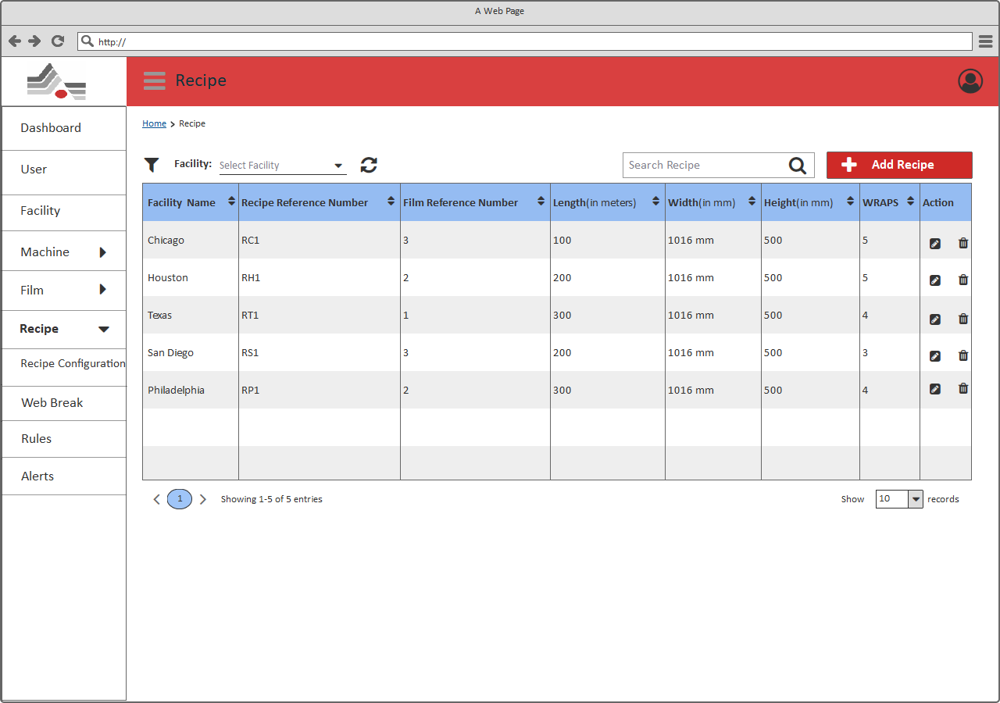 A Web Page
http://
Recipe
Home > Recipe
Dashboard
User
Facility
Machine
Film
Recipe
Recipe Configuration
Web Break
Rules
Alerts
Facility: Select Facility Search Recipe Add Recipe
Facility Name Recipe Reference Number Film Reference Number Length(in meters) Width(in mm) Height(in mm) WRAPS Action
Chicago RC1 3 100 1016 mm 500 5
Houston RH1 2 200 1016 mm 500 5
Texas RT1 1 300 1016 mm 500 4
San Diego RS1 3 200 1016 mm 500 3
Philadelphia RP1 2 300 1016 mm 500 4
1 Showing 1-5 of 5 entries Show 10 records